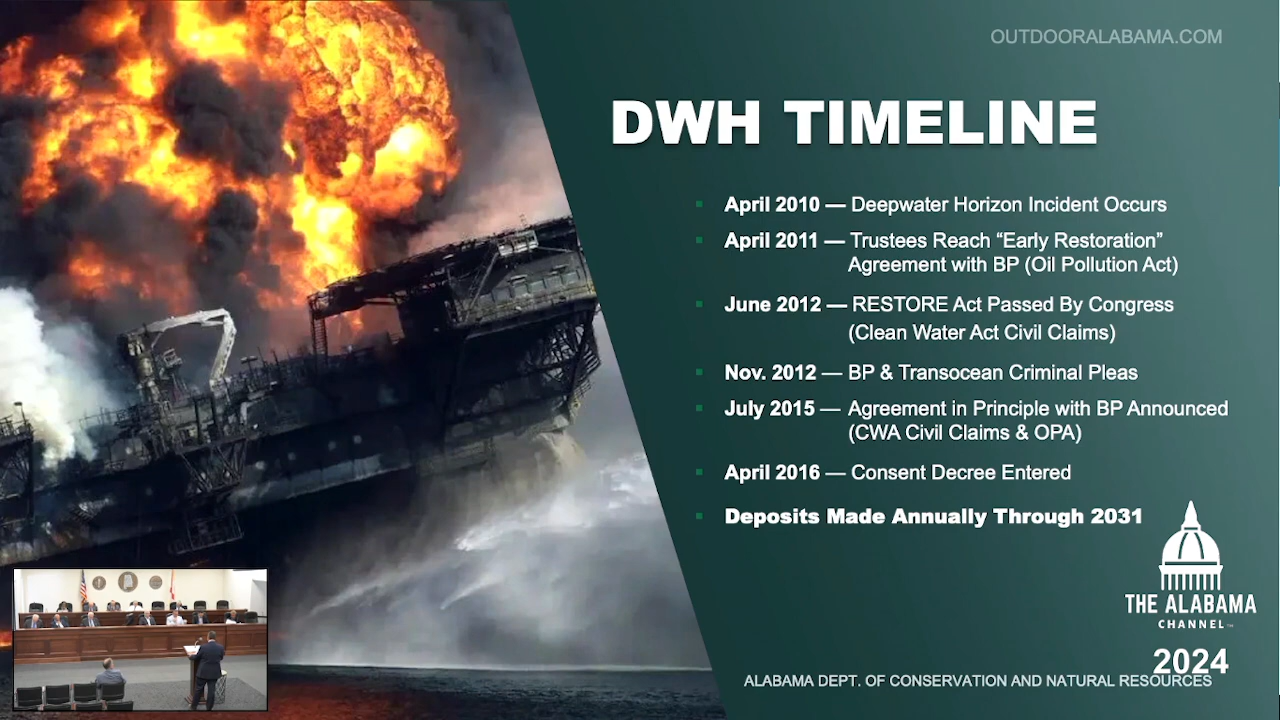 OUTDOORALABAMA.COM
DWH TIMELINE
April 2010 — Deepwater Horizon Incident Occurs
April 2011 — Trustees Reach “Early Restoration”
Agreement with BP (Oil Pollution Act)
June 2012 — RESTORE Act Passed By Congress
(Clean Water Act Civil Claims)
Nov. 2012 — BP & Transocean Criminal Pleas
July 2015 — Agreement in Principle with BP Announced
(CWA Civil Claims & OPA)
April 2016 — Consent Decree Entered
Deposits Made Annually Through 2031
THE ALABAMA
CHANNEL
2024
ALABAMA DEPT. OF CONSERVATION AND NATURAL RESOURCES